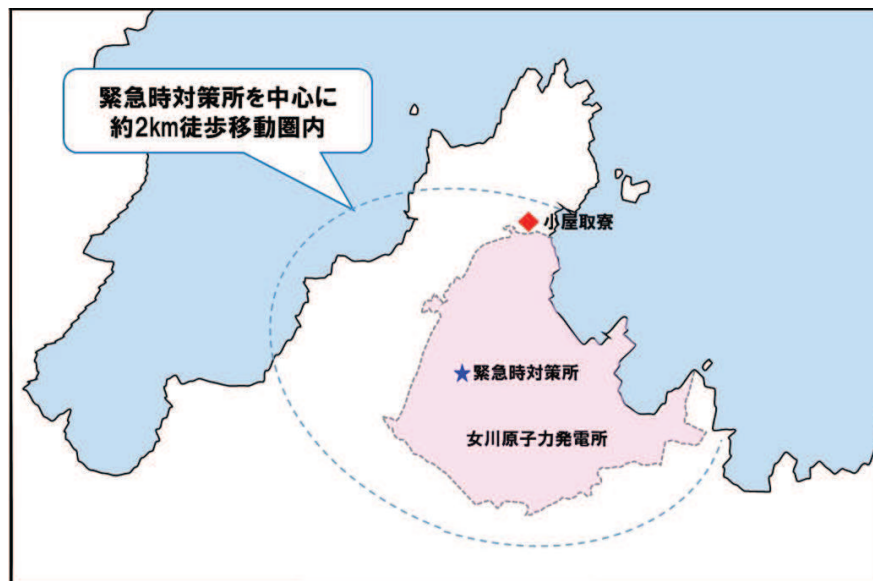 緊急時対策所を中心に
約2km徒歩移動圏内
小屋取寮
緊急時対策所
女川原子力発電所